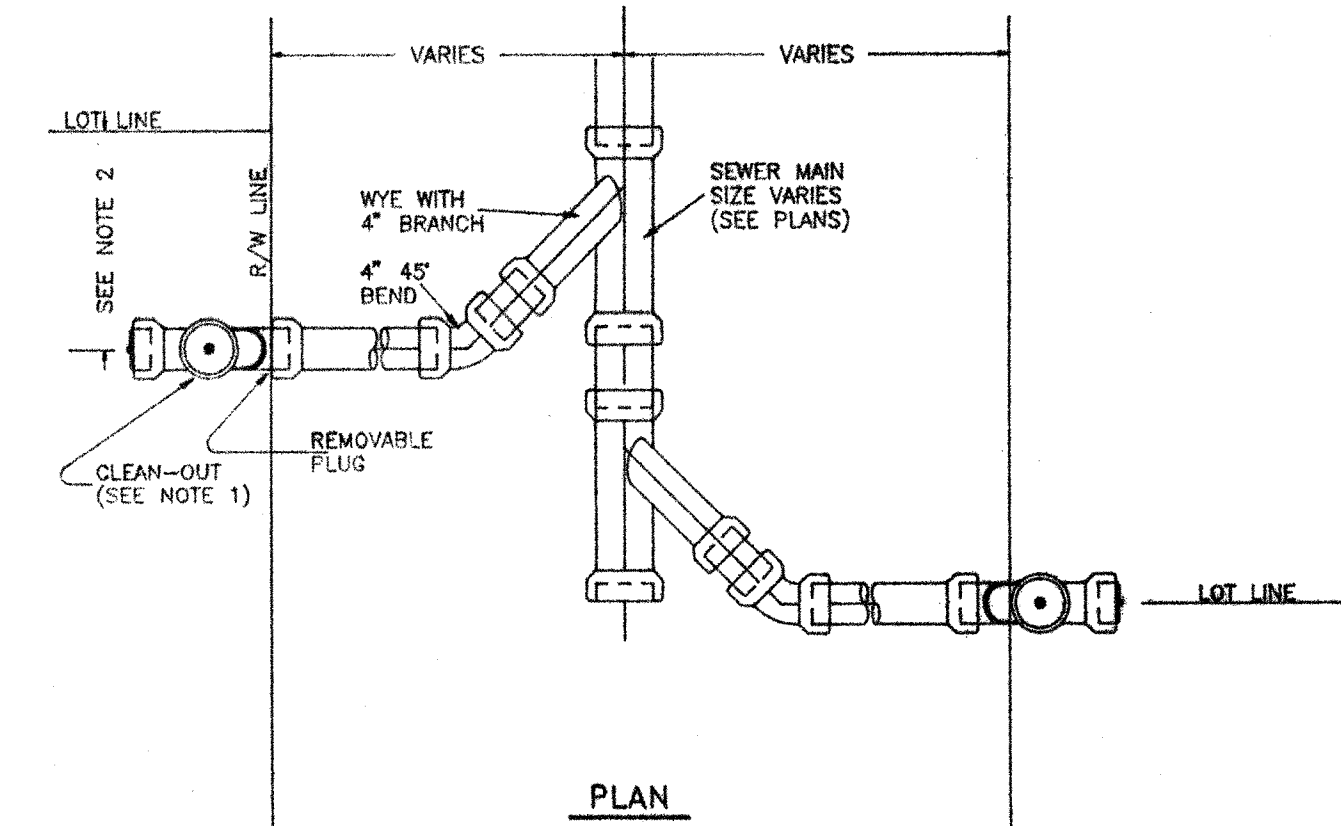 VARIES
VARIES
LOT LINE
SEE NOTE 2
R/W LINE
WYE WITH
4" BRANCH
SEWER MAIN
SIZE VARIES
(SEE PLANS)
4" 45°
BEND
REMOVABLE
PLUG
CLEAN-OUT
(SEE NOTE 1)
LOT LINE
PLAN